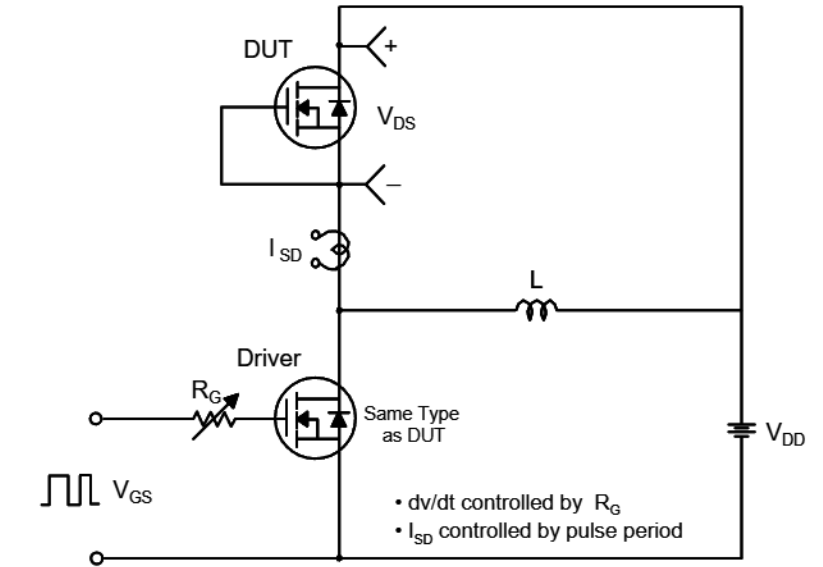 DUT
+
VDS
–
I SD
L
Driver
RG
Same Type
as DUT
VDD
VGS
• dv/dt controlled by RG
• ISD controlled by pulse period